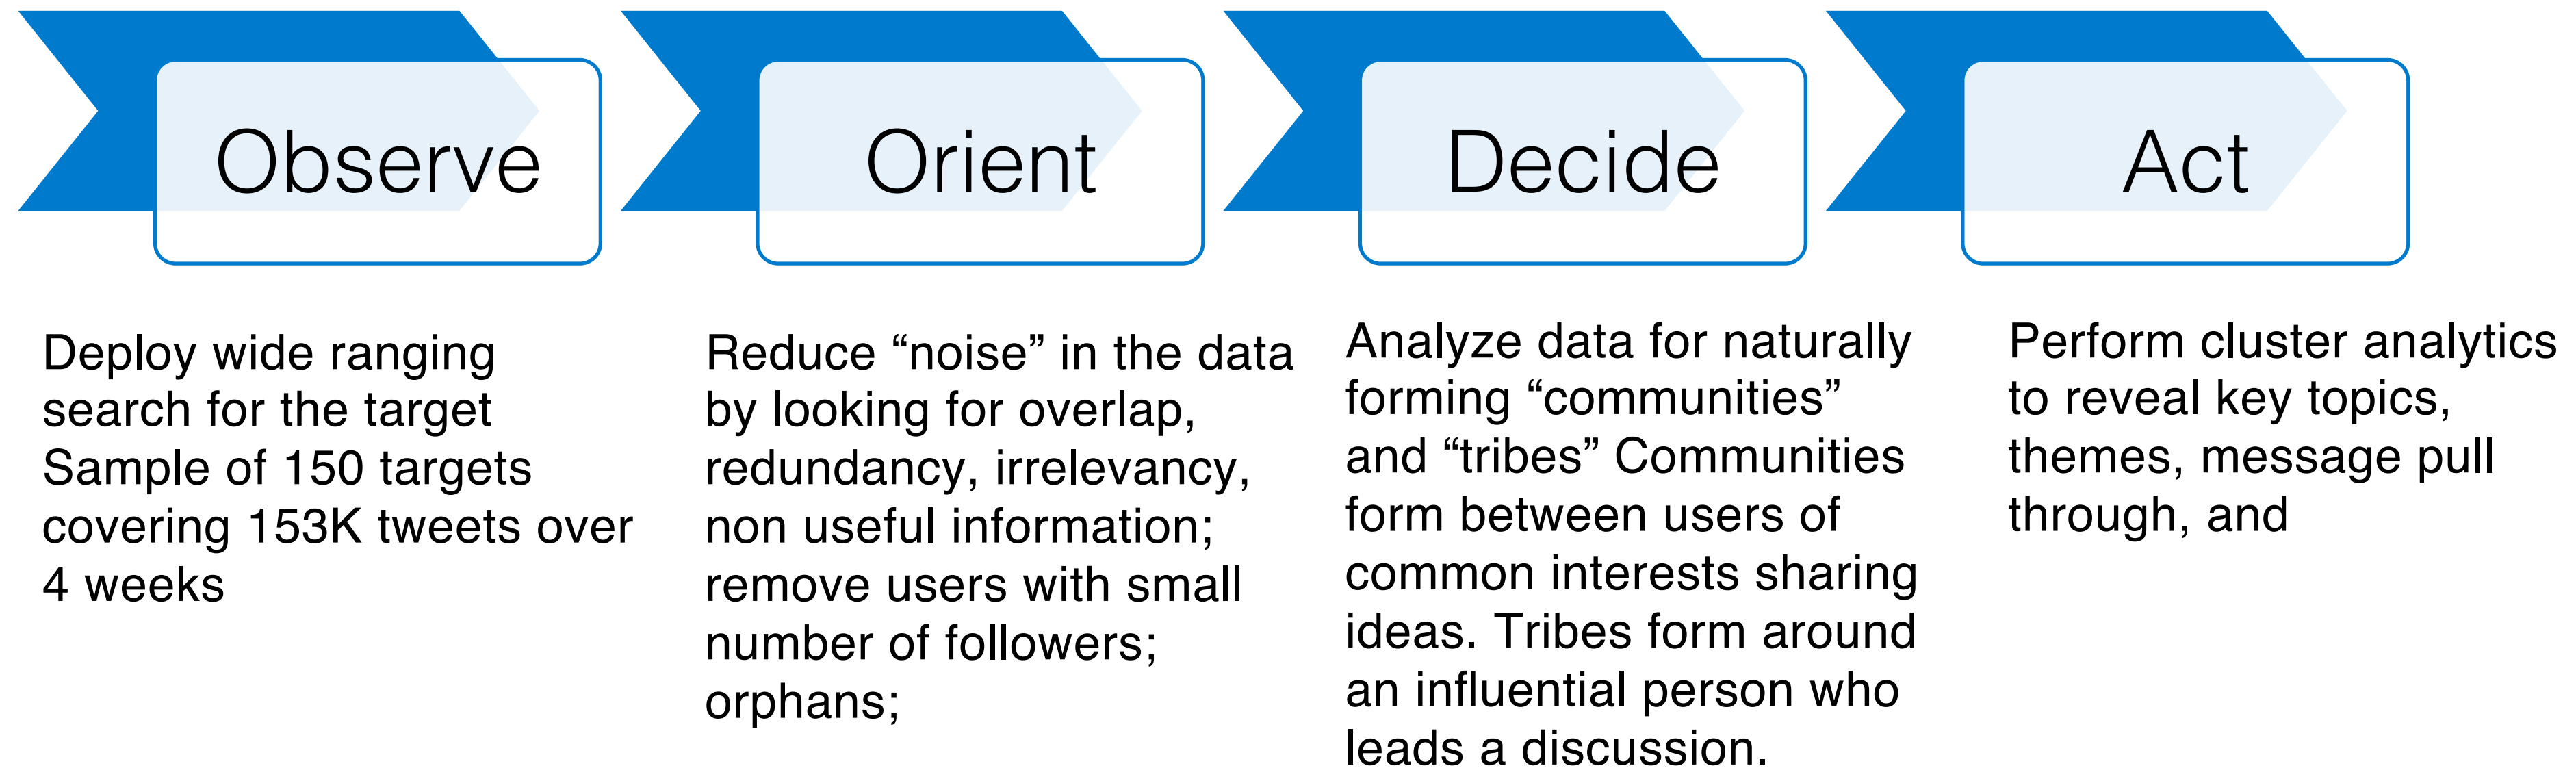 Observe
Deploy wide ranging
search for the target
Sample of 150 targets
covering 153K tweets over
4 weeks
Orient
Reduce “noise” in the data
by looking for overlap,
redundancy, irrelevancy,
non useful information;
remove users with small
number of followers;
orphans;
Decide
Analyze data for naturally
forming “communities”
and “tribes” Communities
form between users of
common interests sharing
ideas. Tribes form around
an influential person who
leads a discussion.
Act
Perform cluster analytics
to reveal key topics,
themes, message pull
through, and